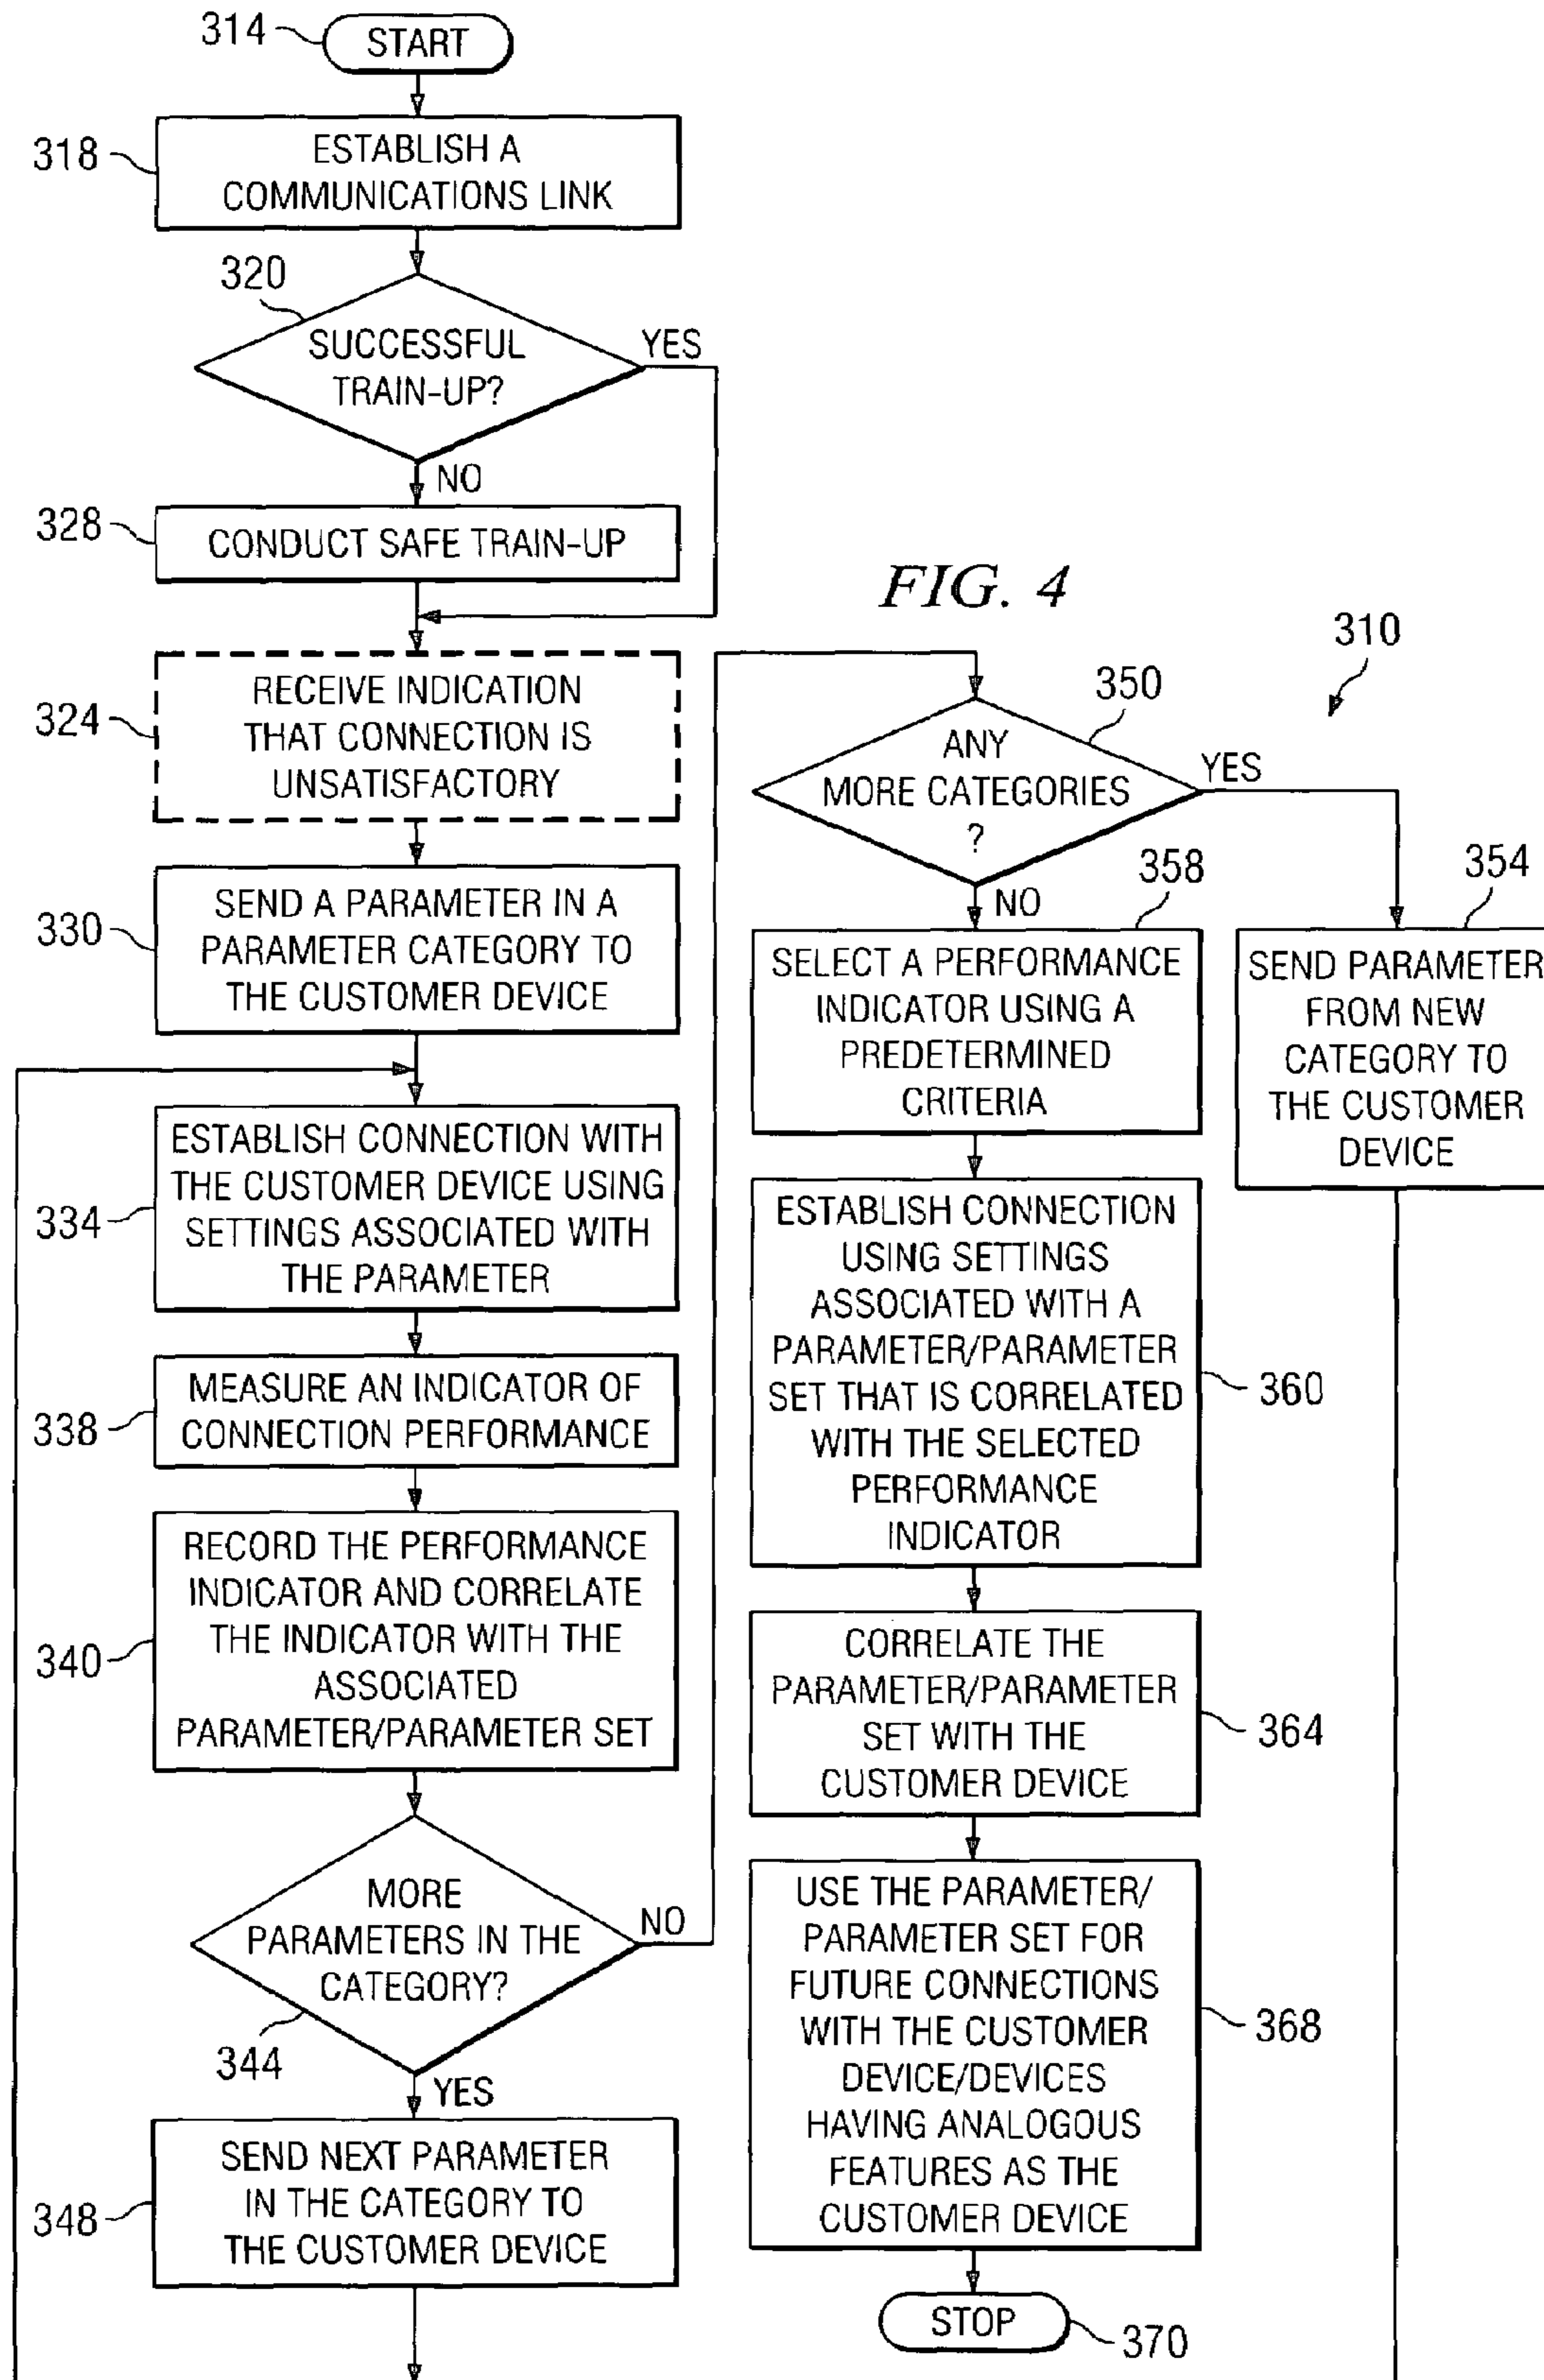 314
START
318
ESTABLISH A
COMMUNICATIONS LINK
320
SUCCESSFUL
TRAIN-UP?
YES
NO
328
CONDUCT SAFE TRAIN-UP
324
RECEIVE INDICATION
THAT CONNECTION IS
UNSATISFACTORY
330
SEND A PARAMETER IN A
PARAMETER CATEGORY TO
THE CUSTOMER DEVICE
334
ESTABLISH CONNECTION WITH
THE CUSTOMER DEVICE USING
SETTINGS ASSOCIATED WITH
THE PARAMETER
338
MEASURE AN INDICATOR OF
CONNECTION PERFORMANCE
340
RECORD THE PERFORMANCE
INDICATOR AND CORRELATE
THE INDICATOR WITH THE
ASSOCIATED
PARAMETER/PARAMETER SET
MORE
PARAMETERS IN THE
CATEGORY?
NO
344
YES
348
SEND NEXT PARAMETER
IN THE CATEGORY TO
THE CUSTOMER DEVICE
FIG. 4
310
350
ANY
MORE CATEGORIES
?
YES
NO
358
SELECT A PERFORMANCE
INDICATOR USING A
PREDETERMINED
CRITERIA
354
SEND PARAMETER
FROM NEW
CATEGORY TO
THE CUSTOMER
DEVICE
ESTABLISH CONNECTION
USING SETTINGS
ASSOCIATED WITH A
PARAMETER/PARAMETER
SET THAT IS CORRELATED
WITH THE SELECTED
PERFORMANCE
INDICATOR
360
CORRELATE THE
PARAMETER/PARAMETER
SET WITH THE
CUSTOMER DEVICE
364
USE THE PARAMETER/
PARAMETER SET FOR
FUTURE CONNECTIONS
WITH THE CUSTOMER
DEVICE/DEVICES
HAVING ANALOGOUS
FEATURES AS THE
CUSTOMER DEVICE
368
STOP
370